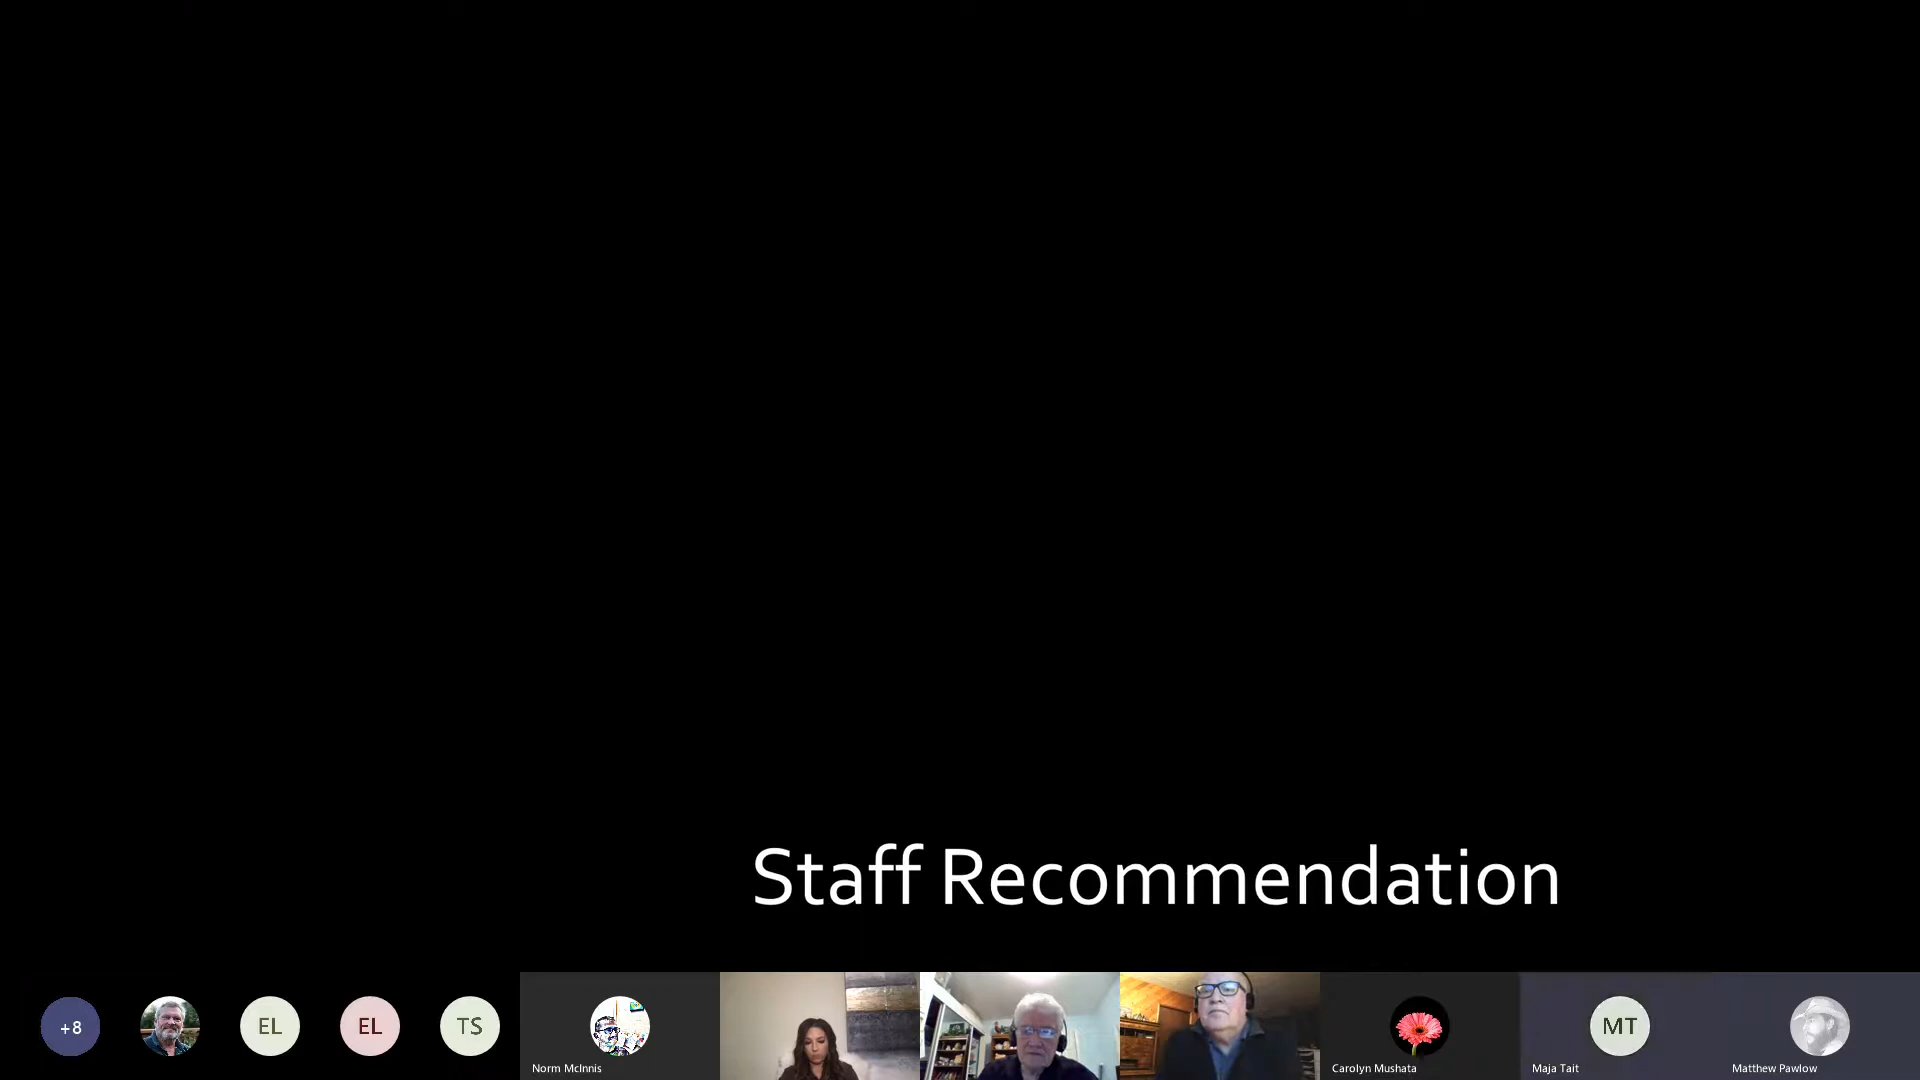 Staff Recommendation
+8
EL
EL
TS
MT
Norm McInnis
Carolyn Mushata
Maja Tait
Matthew Pawlow